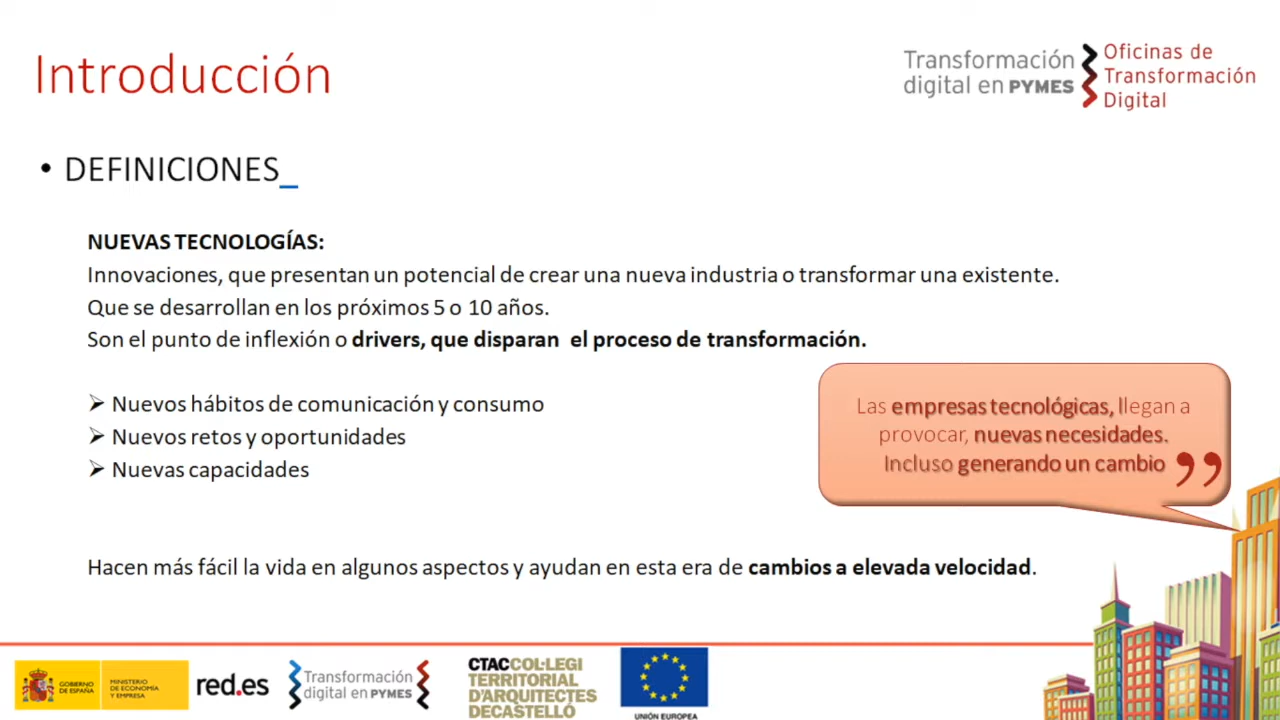 Introducción
Transformación
digital en PYMES
Oficinas de
Transformación
Digital
• DEFINICIONES_
NUEVAS TECNOLOGÍAS:
Innovaciones, que presentan un potencial de crear una nueva industria o transformar una existente.
Que se desarrollan en los próximos 5 o 10 años.
Son el punto de inflexión o drivers, que disparan el proceso de transformación.
➢ Nuevos hábitos de comunicación y consumo
➢ Nuevos retos y oportunidades
➢ Nuevas capacidades
Las empresas tecnológicas, llegan a
provocar, nuevas necesidades.
Incluso generando un cambio ”
Hacen más fácil la vida en algunos aspectos y ayudan en esta era de cambios a elevada velocidad.
GOBIERNO
DE ESPAÑA
MINISTERIO
DE ECONOMÍA
Y EMPRESA
red.es
Transformación
digital en PYMES
CTAC COL·LEGI
TERRITORIAL
D'ARQUITECTES
DECASTELLÓ
UNIÓN EUROPEA